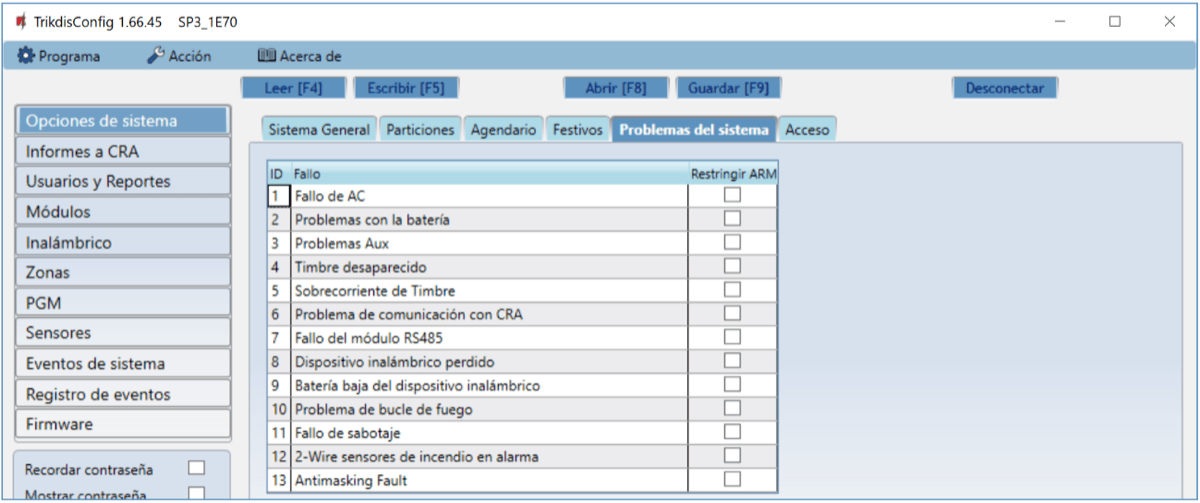 TrikdisConfig 1.66.45 SP3_1E70
Programa Acción Acerca de
Leer [F4] Escribir [F5] Abrir [F8] Guardar [F9] Desconectar
Opciones de sistema
Informes a CRA
Usuarios y Reportes
Módulos
Inalámbrico
Zonas
PGM
Sensores
Eventos de sistema
Registro de eventos
Firmware
Recordar contraseña
Mostrar contraseña
Sistema General Particiones Agendario Festivos Problemas del sistema Acceso
ID Fallo Restringir ARM
1 Fallo de AC
2 Problemas con la batería
3 Problemas Aux
4 Timbre desaparecido
5 Sobrecorriente de Timbre
6 Problema de comunicación con CRA
7 Fallo del módulo RS485
8 Dispositivo inalámbrico perdido
9 Batería baja del dispositivo inalámbrico
10 Problema de bucle de fuego
11 Fallo de sabotaje
12 2-Wire sensores de incendio en alarma
13 Antimasking Fault